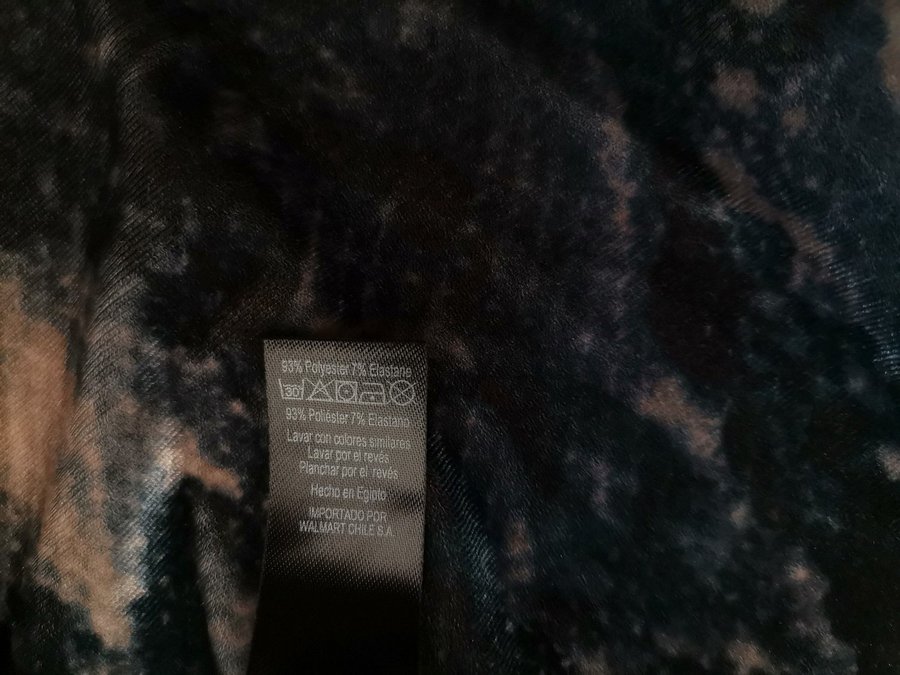 93% Polyester 7% Elastane
30
93% Poliéster 7% Elastano
Lavar con colores similares
Lavar por el revés
Planchar por el revés
Hecho en Egipto
IMPORTADO POR
WALMART CHILE S.A.